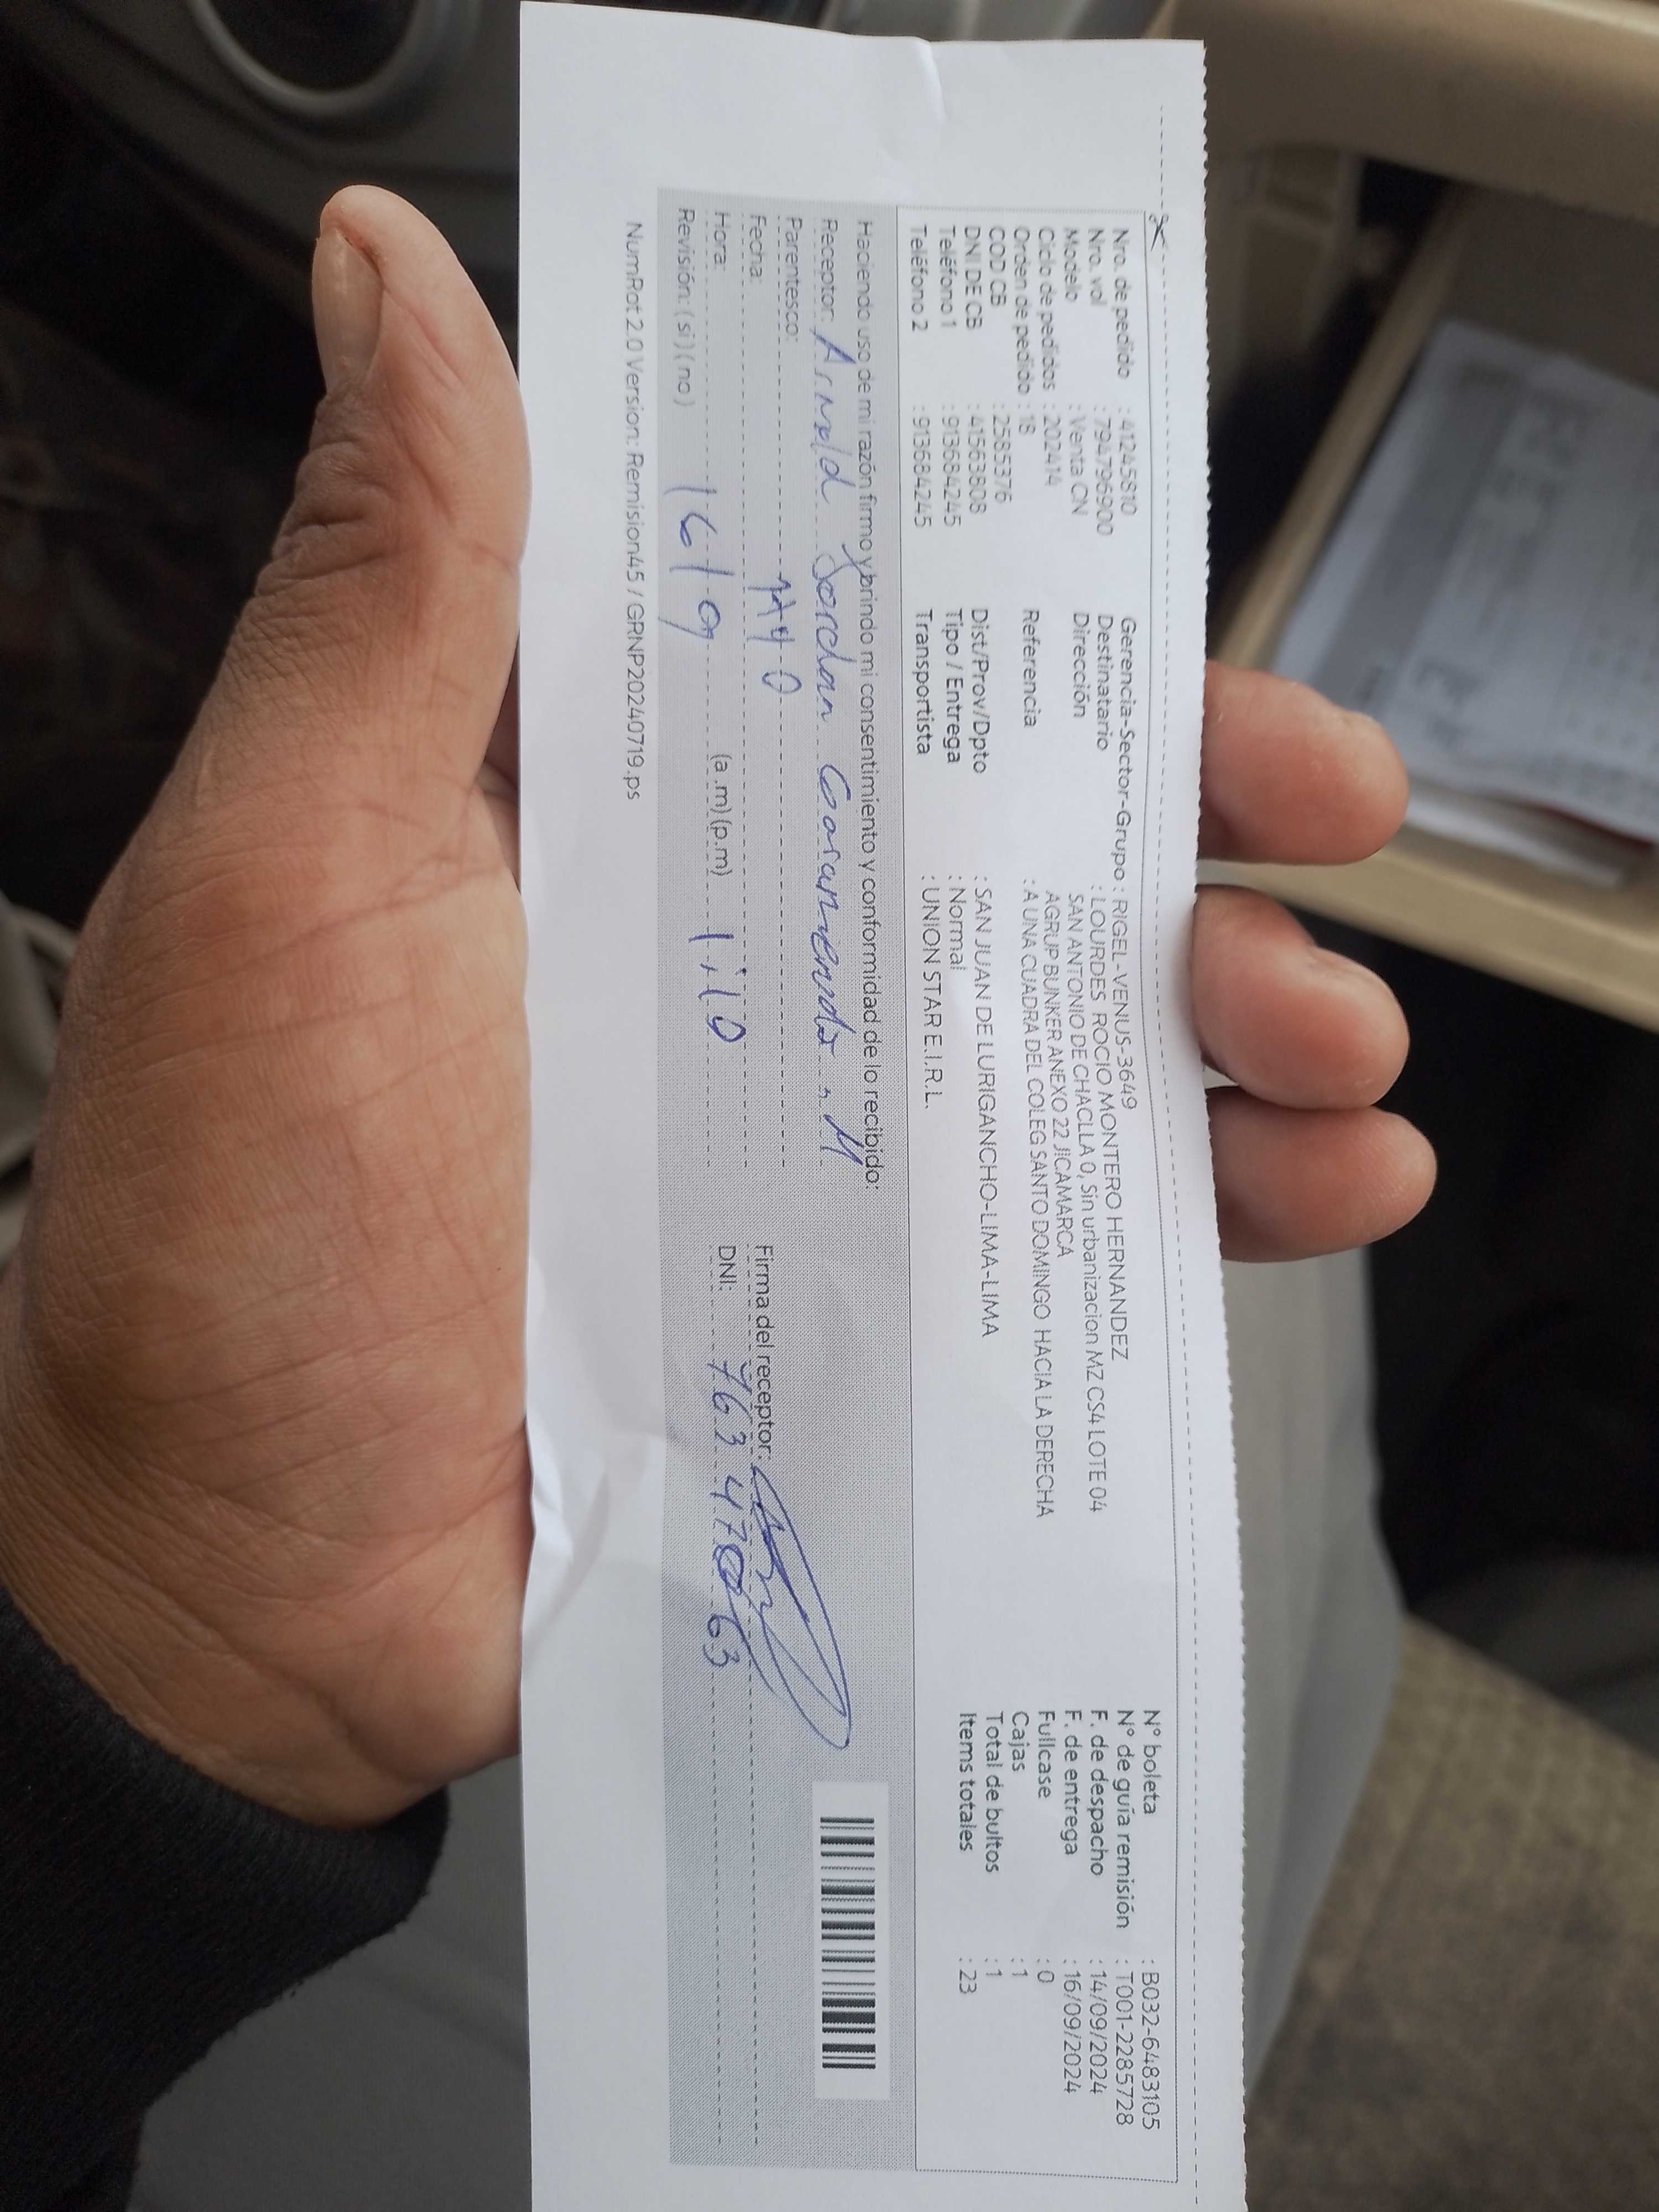 Nro. de pedido : 41245810
Nro. vol : 794796900
Modelo : Venta CN
Ciclo de pedidos : 202414
Orden de pedido : 18
COD CB : 2585376
DNI DE CB : 41563808
Teléfono 1 : 913684245
Teléfono 2 : 913684245
Gerencia-Sector-Grupo : RIGEL-VENUS-3649
Destinatario : LOURDES ROCIO MONTERO HERNANDEZ
Dirección SAN ANTONIO DE CHACLLA 0, Sin urbanizacion MZ CS4 LOTE 04
AGRUP BUNKER ANEXO 22 JICAMARCA
Referencia : A UNA CUADRA DEL COLEG SANTO DOMINGO HACIA LA DERECHA
Dist/Prov/Dpto : SAN JUAN DE LURIGANCHO-LIMA-LIMA
Tipo / Entrega : Normal
Transportista : UNION STAR E.I.R.L.
N° boleta : B032-6483105
N° de guía remisión : T001-2285728
F. de despacho : 14/09/2024
F. de entrega : 16/09/2024
Fullcase : 0
Cajas : 1
Total de bultos : 1
Items totales : 23
Haciendo uso de mi razón firmo y brindo mi consentimiento y conformidad de lo recibido:
Receptor: Arnold M
Parentesco:
Fecha: 16/9
Hora: (a.m) (p.m) 1:10
Revisión: (si) (no)
Firma del receptor:
DNI: 76347063
NumRat 2.0 Version: Remision45 / GRNP20240719.ps